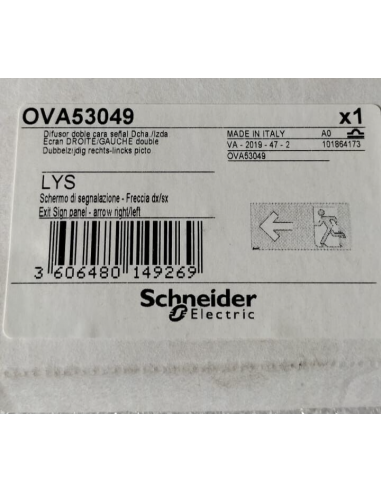 OVA53049 x1
Difusor doble cara señal Dcha./Izda
Ecran DROITE/GAUCHE double
Dubbelzijdig rechts-lincks picto
MADE IN ITALY A0
VA - 2019 - 47 - 2 101864173
OVA53049
LYS
Schermo di segnalazione - Freccia dx/sx
Exit Sign panel - arrow right/left
3 606480 149269
Schneider
Electric